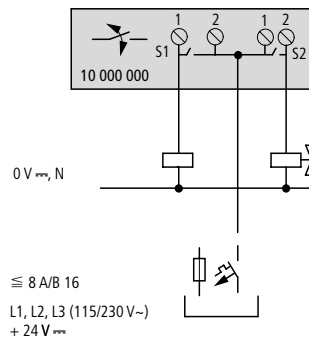 1 2 1 2
S1 S2
10 000 000
0 V ⎓, N
≦ 8 A/B 16
L1, L2, L3 (115/230 V~)
+ 24 V ⎓